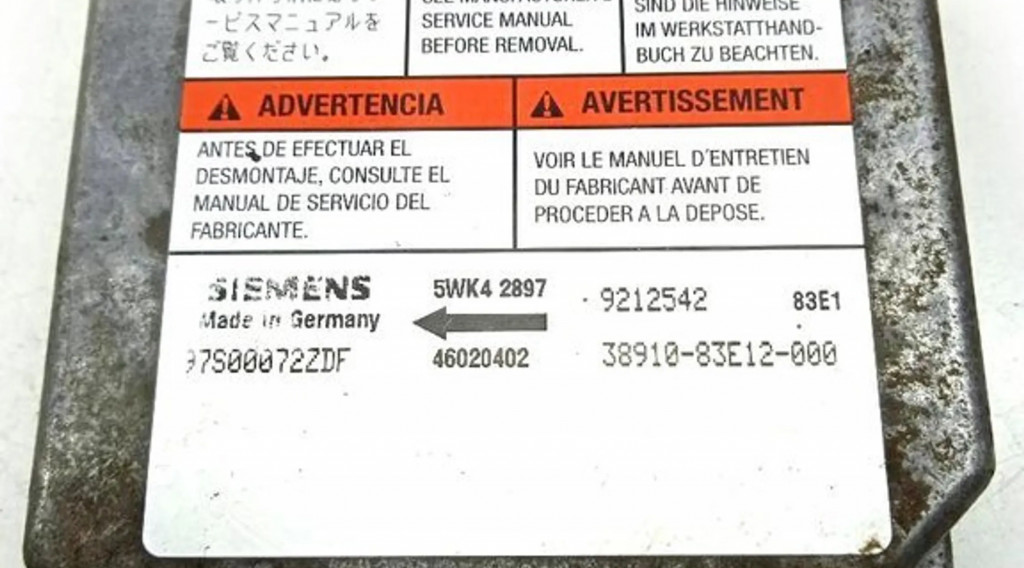 ービスマニュアルを
ご覧ください。
SERVICE MANUAL
BEFORE REMOVAL.
SIND DIE HINWEISE
IM WERKSTATTHAND-
BUCH ZU BEACHTEN.
ADVERTENCIA
ANTES DE EFECTUAR EL
DESMONTAJE, CONSULTE EL
MANUAL DE SERVICIO DEL
FABRICANTE.
AVERTISSEMENT
VOIR LE MANUEL D'ENTRETIEN
DU FABRICANT AVANT DE
PROCEDER A LA DEPOSE.
SIEMENS 5WK4 2897 9212542 83E1
Made in Germany
97S00072ZDF 46020402 38910-83E12-000